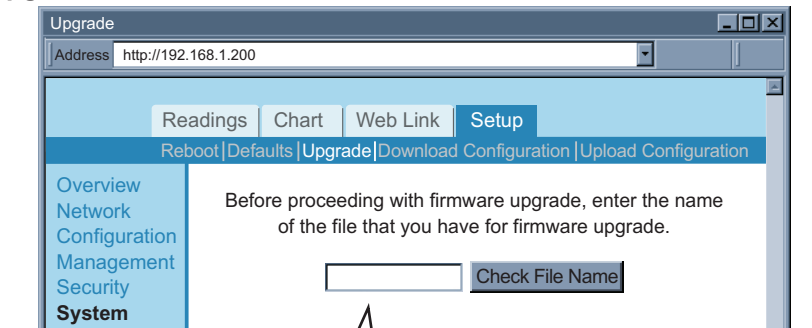 Upgrade
Address http://192.168.1.200
Readings Chart Web Link Setup
Reboot|Defaults|Upgrade|Download Configuration|Upload Configuration
Overview
Network
Configuration
Management
Security
System
Before proceeding with firmware upgrade, enter the name
of the file that you have for firmware upgrade.
Check File Name